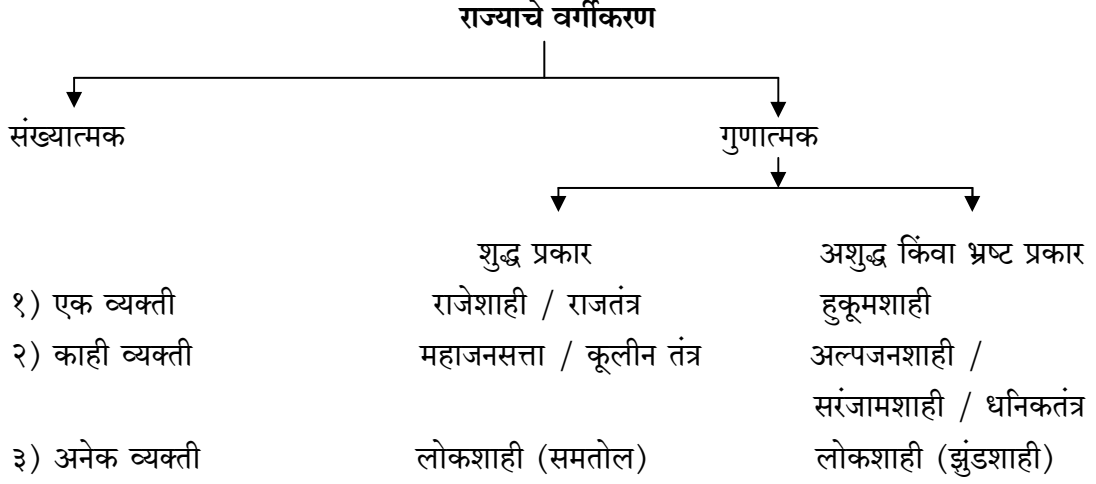 राज्याचे वर्गीकरण
संख्यात्मक गुणात्मक
शुद्ध प्रकार अशुद्ध किंवा भ्रष्ट प्रकार
१) एक व्यक्ती राजेशाही / राजतंत्र हुकूमशाही
२) काही व्यक्ती महाजनसत्ता / कूलीन तंत्र अल्पजनशाही /
सरंजामशाही / धनिकतंत्र
३) अनेक व्यक्ती लोकशाही (समतोल) लोकशाही (झुंडशाही)